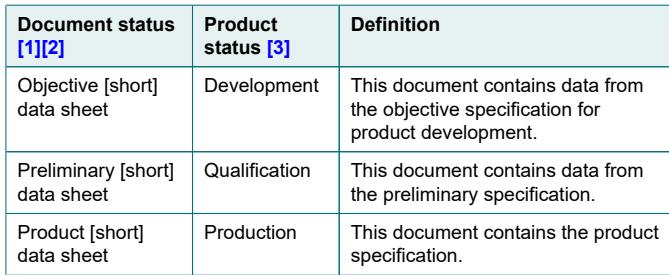 Document status [1][2]
Product status [3]
Definition
Objective [short] data sheet
Development
This document contains data from the objective specification for product development.
Preliminary [short] data sheet
Qualification
This document contains data from the preliminary specification.
Product [short] data sheet
Production
This document contains the product specification.